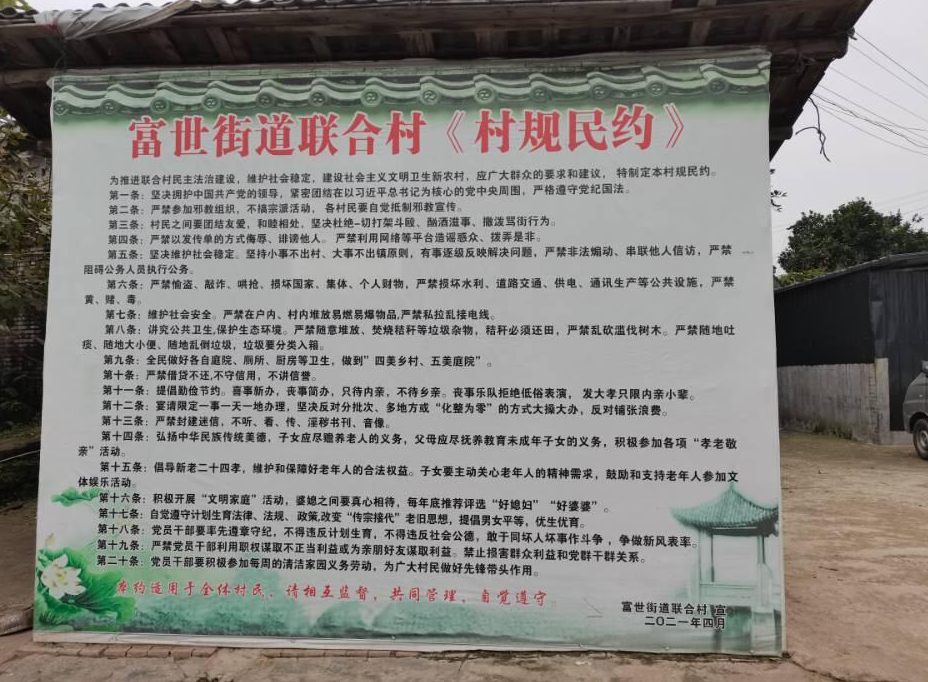 富世街道联合村《村规民约》
为推进联合村民主法治建设，维护社会稳定，建设社会主义文明卫生新农村，应广大群众的要求和建议， 特制定本村规民约。
第一条：坚决拥护中国共产党的领导，紧密团结在以习近平总书记为核心的党中央周围，严格遵守党纪国法。
第二条：严禁参加邪教组织，不搞宗派活动， 各村民要自觉抵制邪教宣传。
第三条：村民之间要团结友爱，和睦相处，坚决杜绝-切打架斗殴、酗酒滋事、撒泼骂街行为。
第四条：严禁以发传单的方式侮辱、诽谤他人。 严禁利用网络等平台造谣惑众、拨弄是非。
第五条：坚决维护社会稳定。坚持小事不出村、大事不出镇原则，有事逐级反映解决问题，严禁非法煽动、串联他人信访，严禁
阻碍公务人员执行公务。
第六条：严禁偷盗、敲诈、哄抢、损坏国家、集体、个人财物，严禁损坏水利、道路交通、供电、通讯生产等公共设施，严禁
黄、赌、毒。
第七条：维护社会安全。严禁在户内、村内堆放易燃易爆物品,严禁私拉乱接电线。
第八条：讲究公共卫生,保护生态环境。严禁随意堆放、焚烧秸秆等垃圾杂物，秸秆必须还田，严禁乱砍滥伐树木。严禁随地吐
痰、随地大小便、随地乱倒垃圾，垃圾要分类入箱。
第九条：全民做好各自庭院、厕所、厨房等卫生，做到"四美乡村、五美庭院"。
第十条：严禁借贷不还,不守信用，不讲信誉。
第十一条：提倡勤俭节约。喜事新办，丧事简办，只待内亲，不待乡亲。丧事乐队拒绝低俗表演， 发大孝只限内亲小辈。
第十二条：宴请限定一事一天一地办理，坚决反对分批次、多地方或“化整为零”的方式大操大办，反对铺张浪费。
第十三条：严禁封建迷信，不听、看、传、淫秽书刊、音像。
第十四条：弘扬中华民族传统美德，子女应尽赡养老人的义务，父母应尽抚养教育未成年子女的义务，积极参加各项“孝老敬
亲”活动。
第十五条：倡导新老二十四孝，维护和保障好老年人的合法权益。子女要主动关心老年人的精神需求，鼓励和支持老年人参加文
体娱乐活动。
第十六条：积极开展“文明家庭”活动，婆媳之间要真心相待，每年底推荐评选“好媳妇” “好婆婆”。
第十七条：自觉遵守计划生育法律、法规、 政策,改变“传宗接代”老旧思想，提倡男女平等，优生优育。
第十八条：党员干部要率先遵章守纪，不得违反计划生育，不得违反社会公德，敢于同坏人坏事作斗争，争做新风表率。
第十九条：严禁党员干部利用职权谋取不正当利益或为亲朋好友谋取利益。禁止损害群众利益和党群干群关系。
第二十条：党员干部要积极参加每周的清洁家园义务劳动，为广大村民做好先锋带头作用。
本约适用于全体村民，请相互监督，共同管理，自觉遵守
富世街道联合村 宣
二〇二一年四月